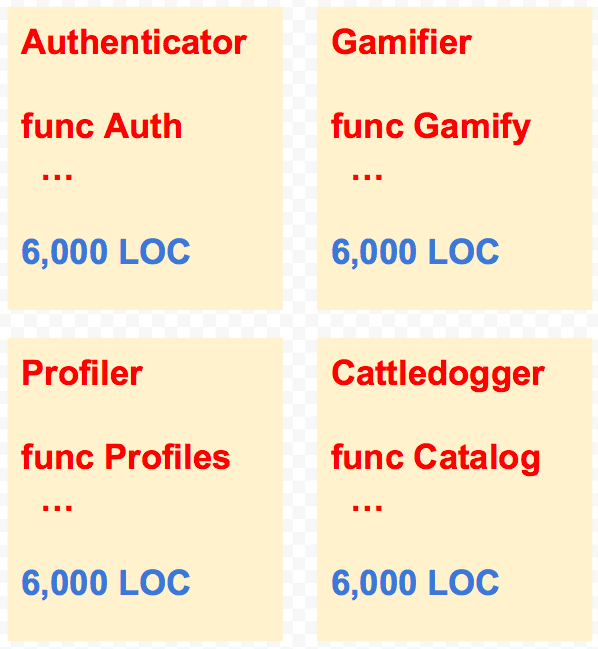 Authenticator
func Auth
...
6,000 LOC
Gamifier
func Gamify
...
6,000 LOC
Profiler
func Profiles
...
6,000 LOC
Cattledogger
func Catalog
...
6,000 LOC